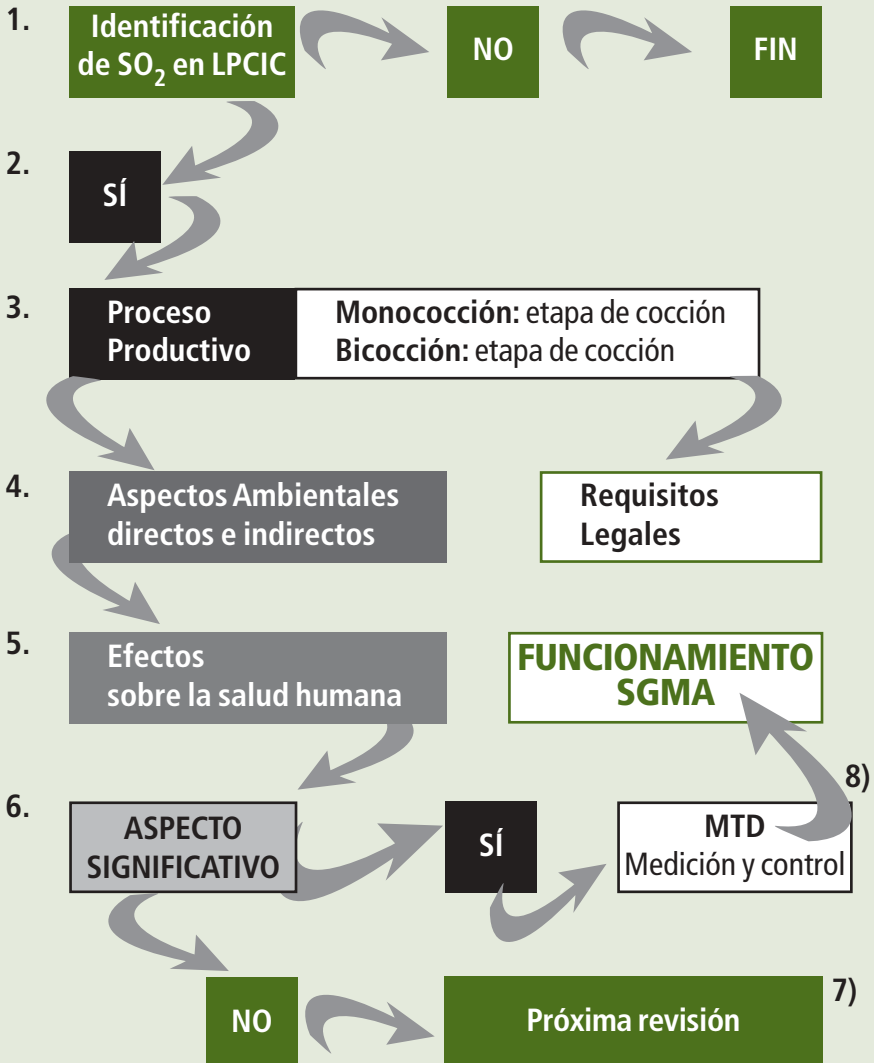 1.
Identificación
de SO₂ en LPCIC
NO
FIN
2.
SÍ
3.
Proceso
Productivo
Monococción: etapa de cocción
Bicocción: etapa de cocción
4.
Aspectos Ambientales
directos e indirectos
Requisitos
Legales
5.
Efectos
sobre la salud humana
FUNCIONAMIENTO
SGMA
8)
6.
ASPECTO
SIGNIFICATIVO
SÍ
MTD
Medición y control
7)
NO
Próxima revisión